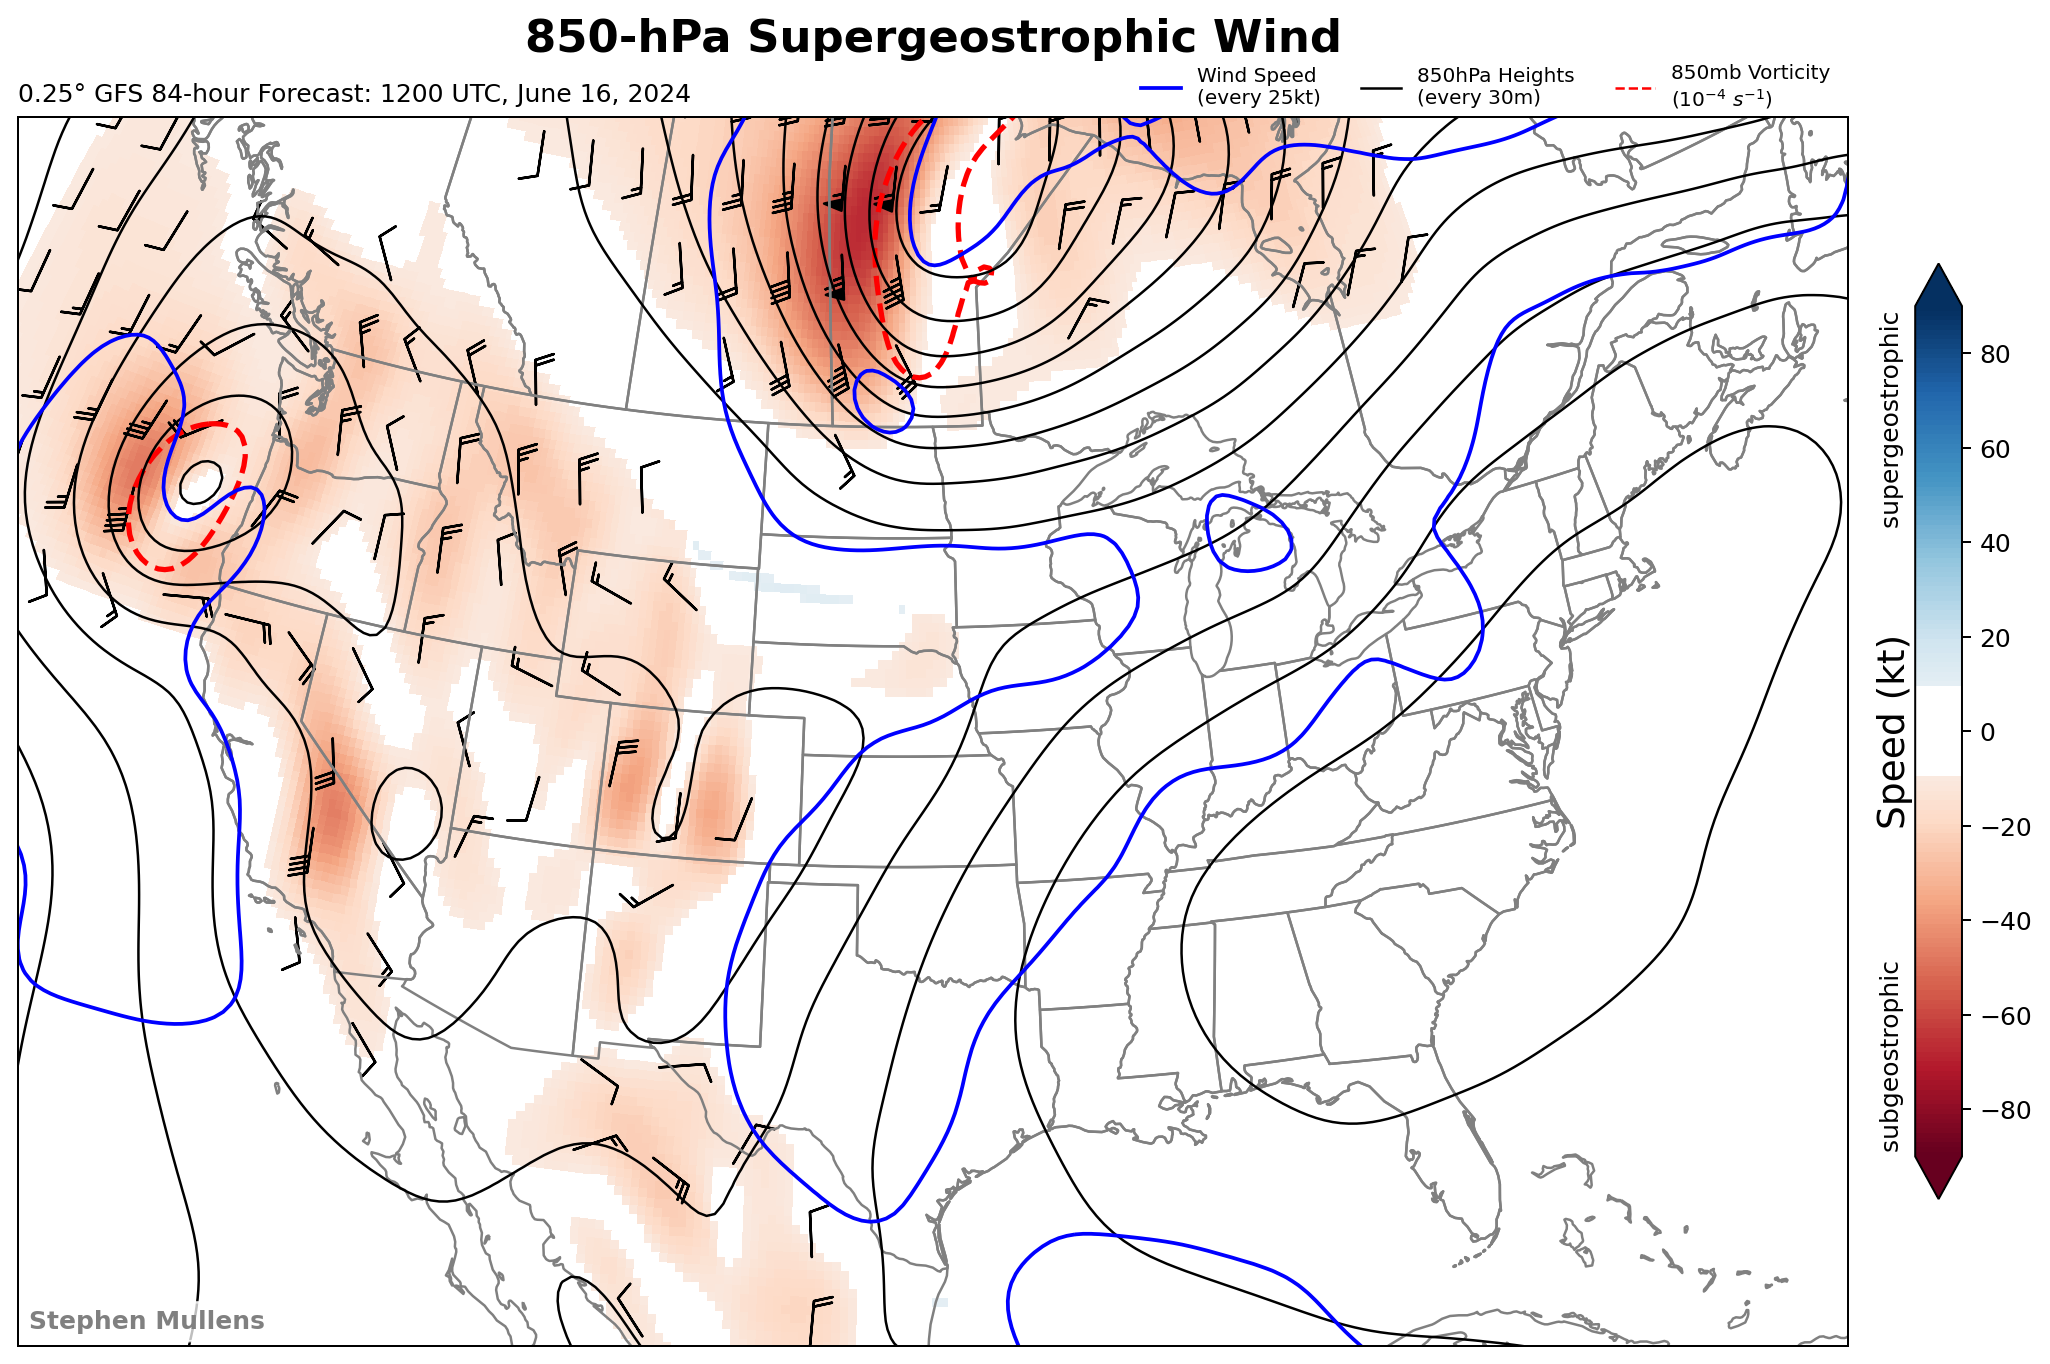 850-hPa Supergeostrophic Wind
0.25° GFS 84-hour Forecast: 1200 UTC, June 16, 2024
Wind Speed
(every 25kt)
850hPa Heights
(every 30m)
850mb Vorticity
(10⁻⁴ s⁻¹)
supergeostrophic
Speed (kt)
subgeostrophic
80
60
40
20
0
−20
−40
−60
−80
Stephen Mullens